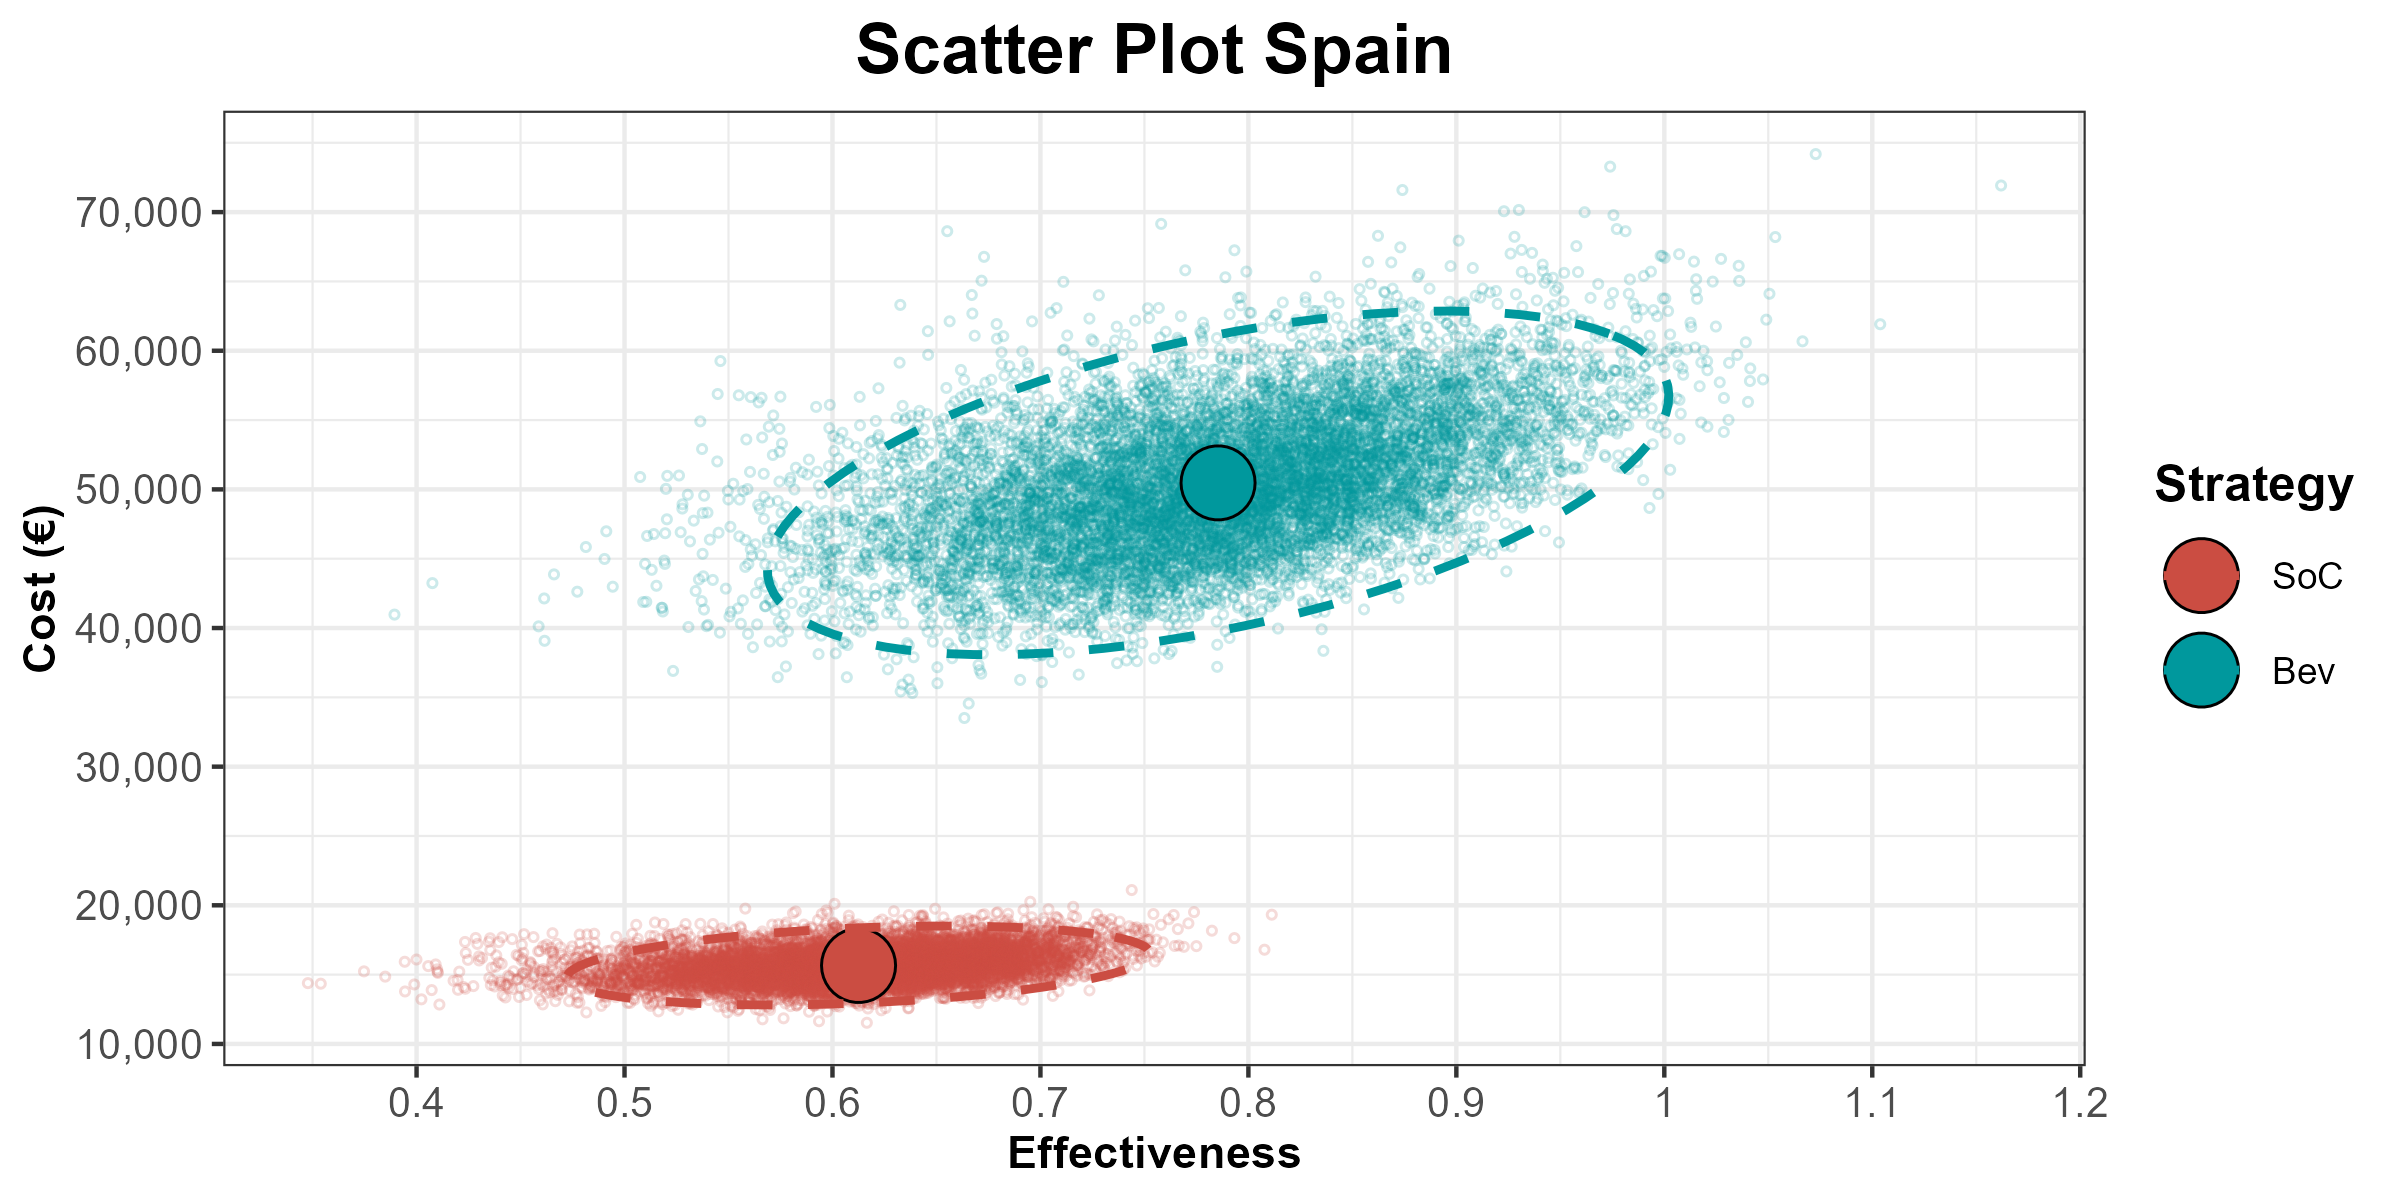 Scatter Plot Spain
Cost (€)
70,000
60,000
50,000
40,000
30,000
20,000
10,000
0.4 0.5 0.6 0.7 0.8 0.9 1 1.1 1.2
Effectiveness
Strategy
SoC
Bev